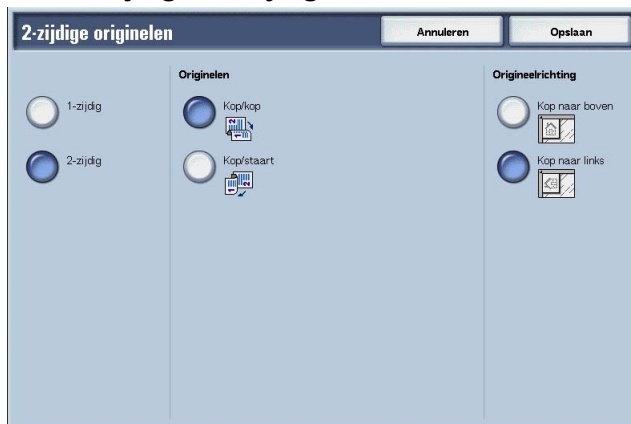 2-zijdige originelen
Annuleren
Opslaan
1-zijdig
2-zijdig
Originelen
Kop/kop
Kop/staart
Origineelrichting
Kop naar boven
Kop naar links